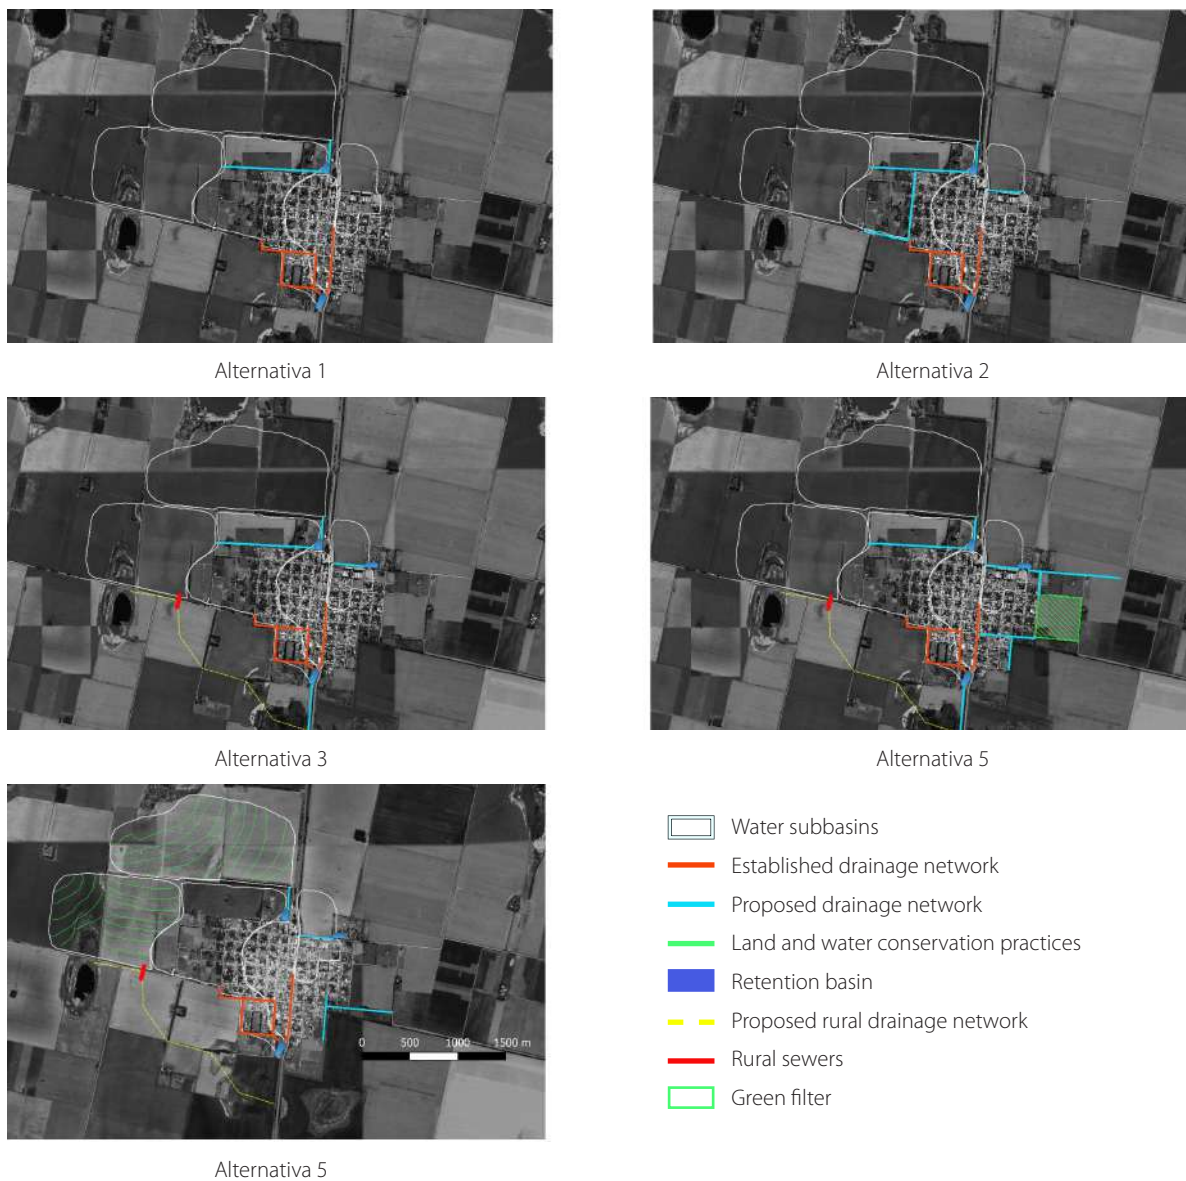 Alternativa 1
Alternativa 2
Alternativa 3
Alternativa 5
0 500 1000 1500 m
Alternativa 5
Water subbasins
Established drainage network
Proposed drainage network
Land and water conservation practices
Retention basin
Proposed rural drainage network
Rural sewers
Green filter